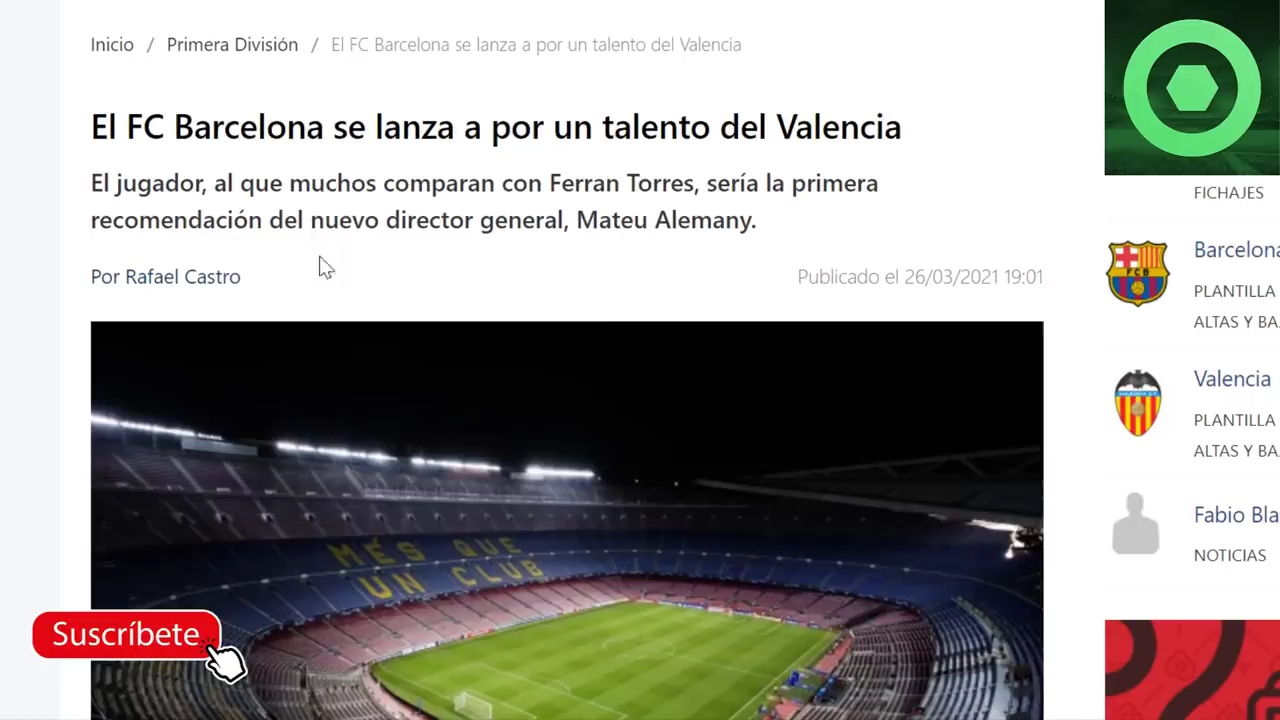 Inicio / Primera División / El FC Barcelona se lanza a por un talento del Valencia
El FC Barcelona se lanza a por un talento del Valencia
El jugador, al que muchos comparan con Ferran Torres, sería la primera
recomendación del nuevo director general, Mateu Alemany.
Por Rafael Castro
Publicado el 26/03/2021 19:01
MÉS QUE
UN CLUB
Suscríbete
FICHAJES
FCB
Barcelona
PLANTILLA
ALTAS Y BA
Valencia
PLANTILLA
ALTAS Y BA
Fabio Bla
NOTICIAS